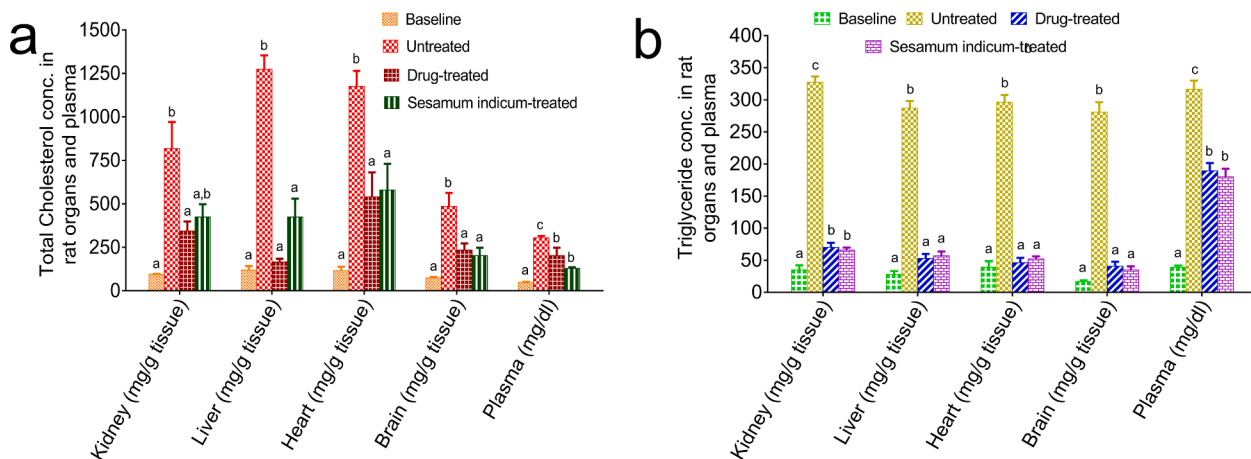 a
Total Cholesterol conc. in
rat organs and plasma
1500
1250
1000
750
500
250
0
Baseline
Untreated
Drug-treated
Sesamum indicum-treated
a
b
a
a,b
a
b
a
a
a
b
a
a
a
b
a
a
a
c
b
b
Kidney (mg/g tissue)
Liver (mg/g tissue)
Heart (mg/g tissue)
Brain (mg/g tissue)
Plasma (mg/dl)
b
Triglyceride conc. in rat
organs and plasma
400
350
300
250
200
150
100
50
0
Baseline
Untreated
Drug-treated
Sesamum indicum-treated
a
c
b
b
a
b
a
a
a
b
a
a
a
b
a
a
a
c
b
b
Kidney (mg/g tissue)
Liver (mg/g tissue)
Heart (mg/g tissue)
Brain (mg/g tissue)
Plasma (mg/dl)